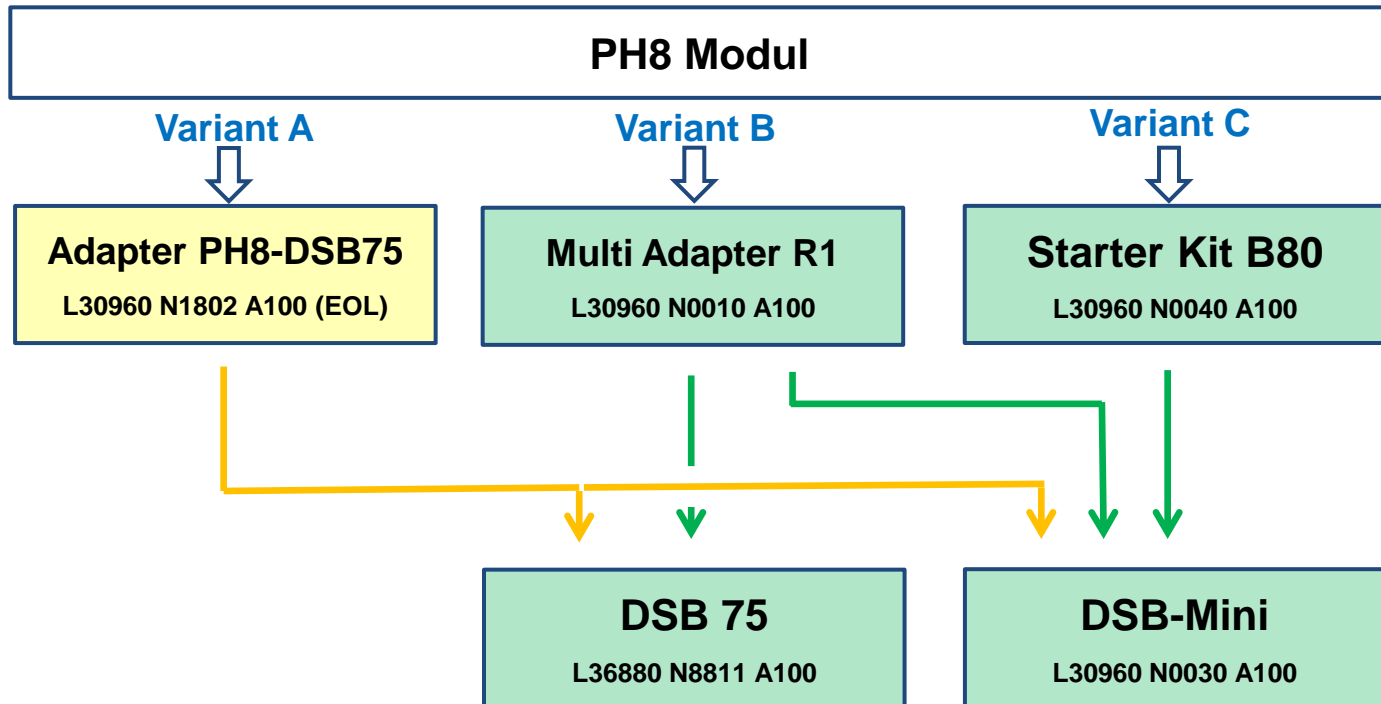 PH8 Modul
Variant A
Variant B
Variant C
Adapter PH8-DSB75
L30960 N1802 A100 (EOL)
Multi Adapter R1
L30960 N0010 A100
Starter Kit B80
L30960 N0040 A100
DSB 75
L36880 N8811 A100
DSB-Mini
L30960 N0030 A100